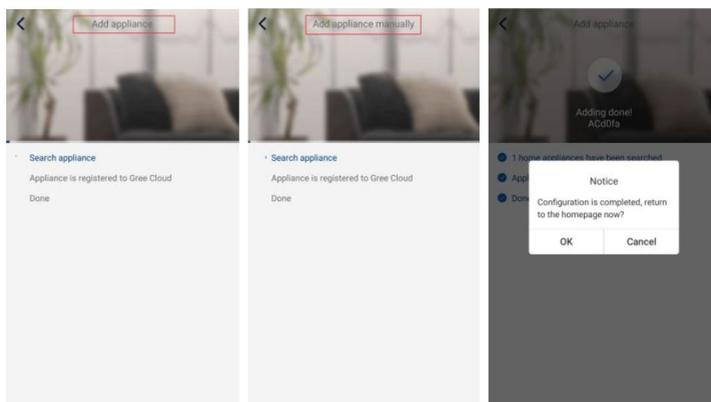 Add appliance
Search appliance
Appliance is registered to Gree Cloud
Done
Add appliance manually
Search appliance
Appliance is registered to Gree Cloud
Done
Add appliance
Adding done!
ACd0fa
1 home appliances have been searched
Appl
Done
Notice
Configuration is completed, return
to the homepage now?
OK
Cancel